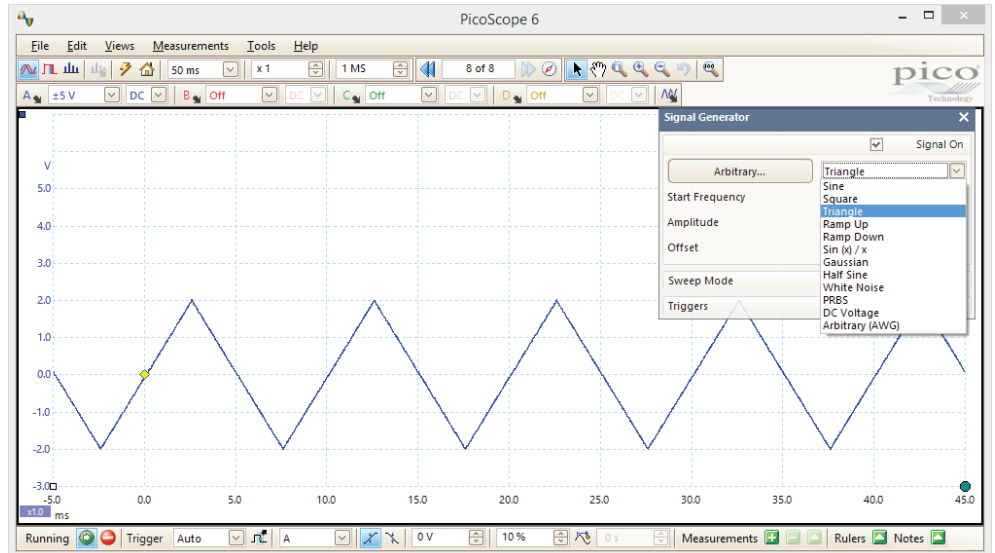 PicoScope 6
File Edit Views Measurements Tools Help
50 ms x 1 1 MS 8 of 8
pico
Technology
A ±5 V DC B Off DC C Off DC D Off DC
Signal Generator
Signal On
Arbitrary... Triangle
Start Frequency
Amplitude
Offset
Sweep Mode
Triggers
Sine
Square
Triangle
Ramp Up
Ramp Down
Sin (x) / x
Gaussian
Half Sine
White Noise
PRBS
DC Voltage
Arbitrary (AWG)
V
5.0
4.0
3.0
2.0
1.0
0.0
-1.0
-2.0
-3.0
-5.0 0.0 5.0 10.0 15.0 20.0 25.0 30.0 35.0 40.0 45.0
x1.0 ms
Running Trigger Auto A 0 V 10 % 0 s Measurements Rulers Notes